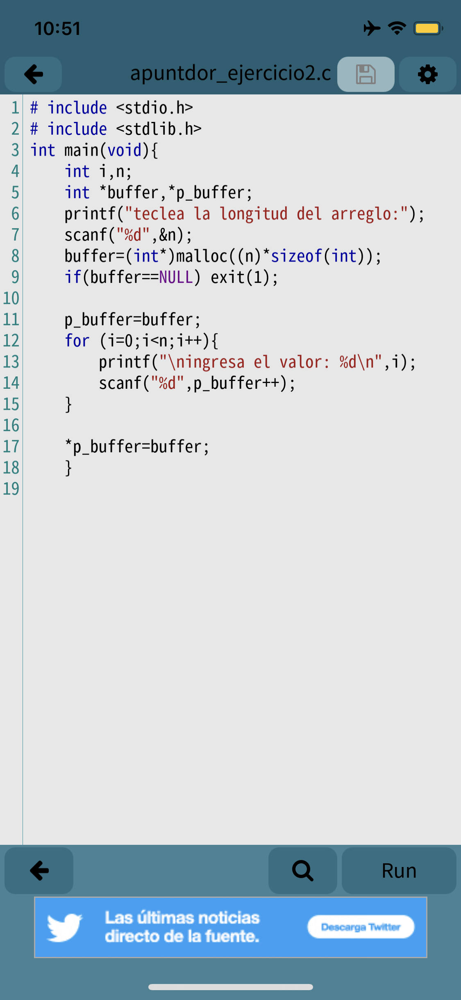 10:51
apuntdor_ejercicio2.c
1 # include <stdio.h>
2 # include <stdlib.h>
3 int main(void){
4     int i,n;
5     int *buffer,*p_buffer;
6     printf("teclea la longitud del arreglo:");
7     scanf("%d",&n);
8     buffer=(int*)malloc((n)*sizeof(int));
9     if(buffer==NULL) exit(1);
10
11     p_buffer=buffer;
12     for (i=0;i<n;i++){
13         printf("\ningresa el valor: %d\n",i);
14         scanf("%d",p_buffer++);
15     }
16
17     *p_buffer=buffer;
18     }
19
Run
Las últimas noticias
directo de la fuente.
Descarga Twitter